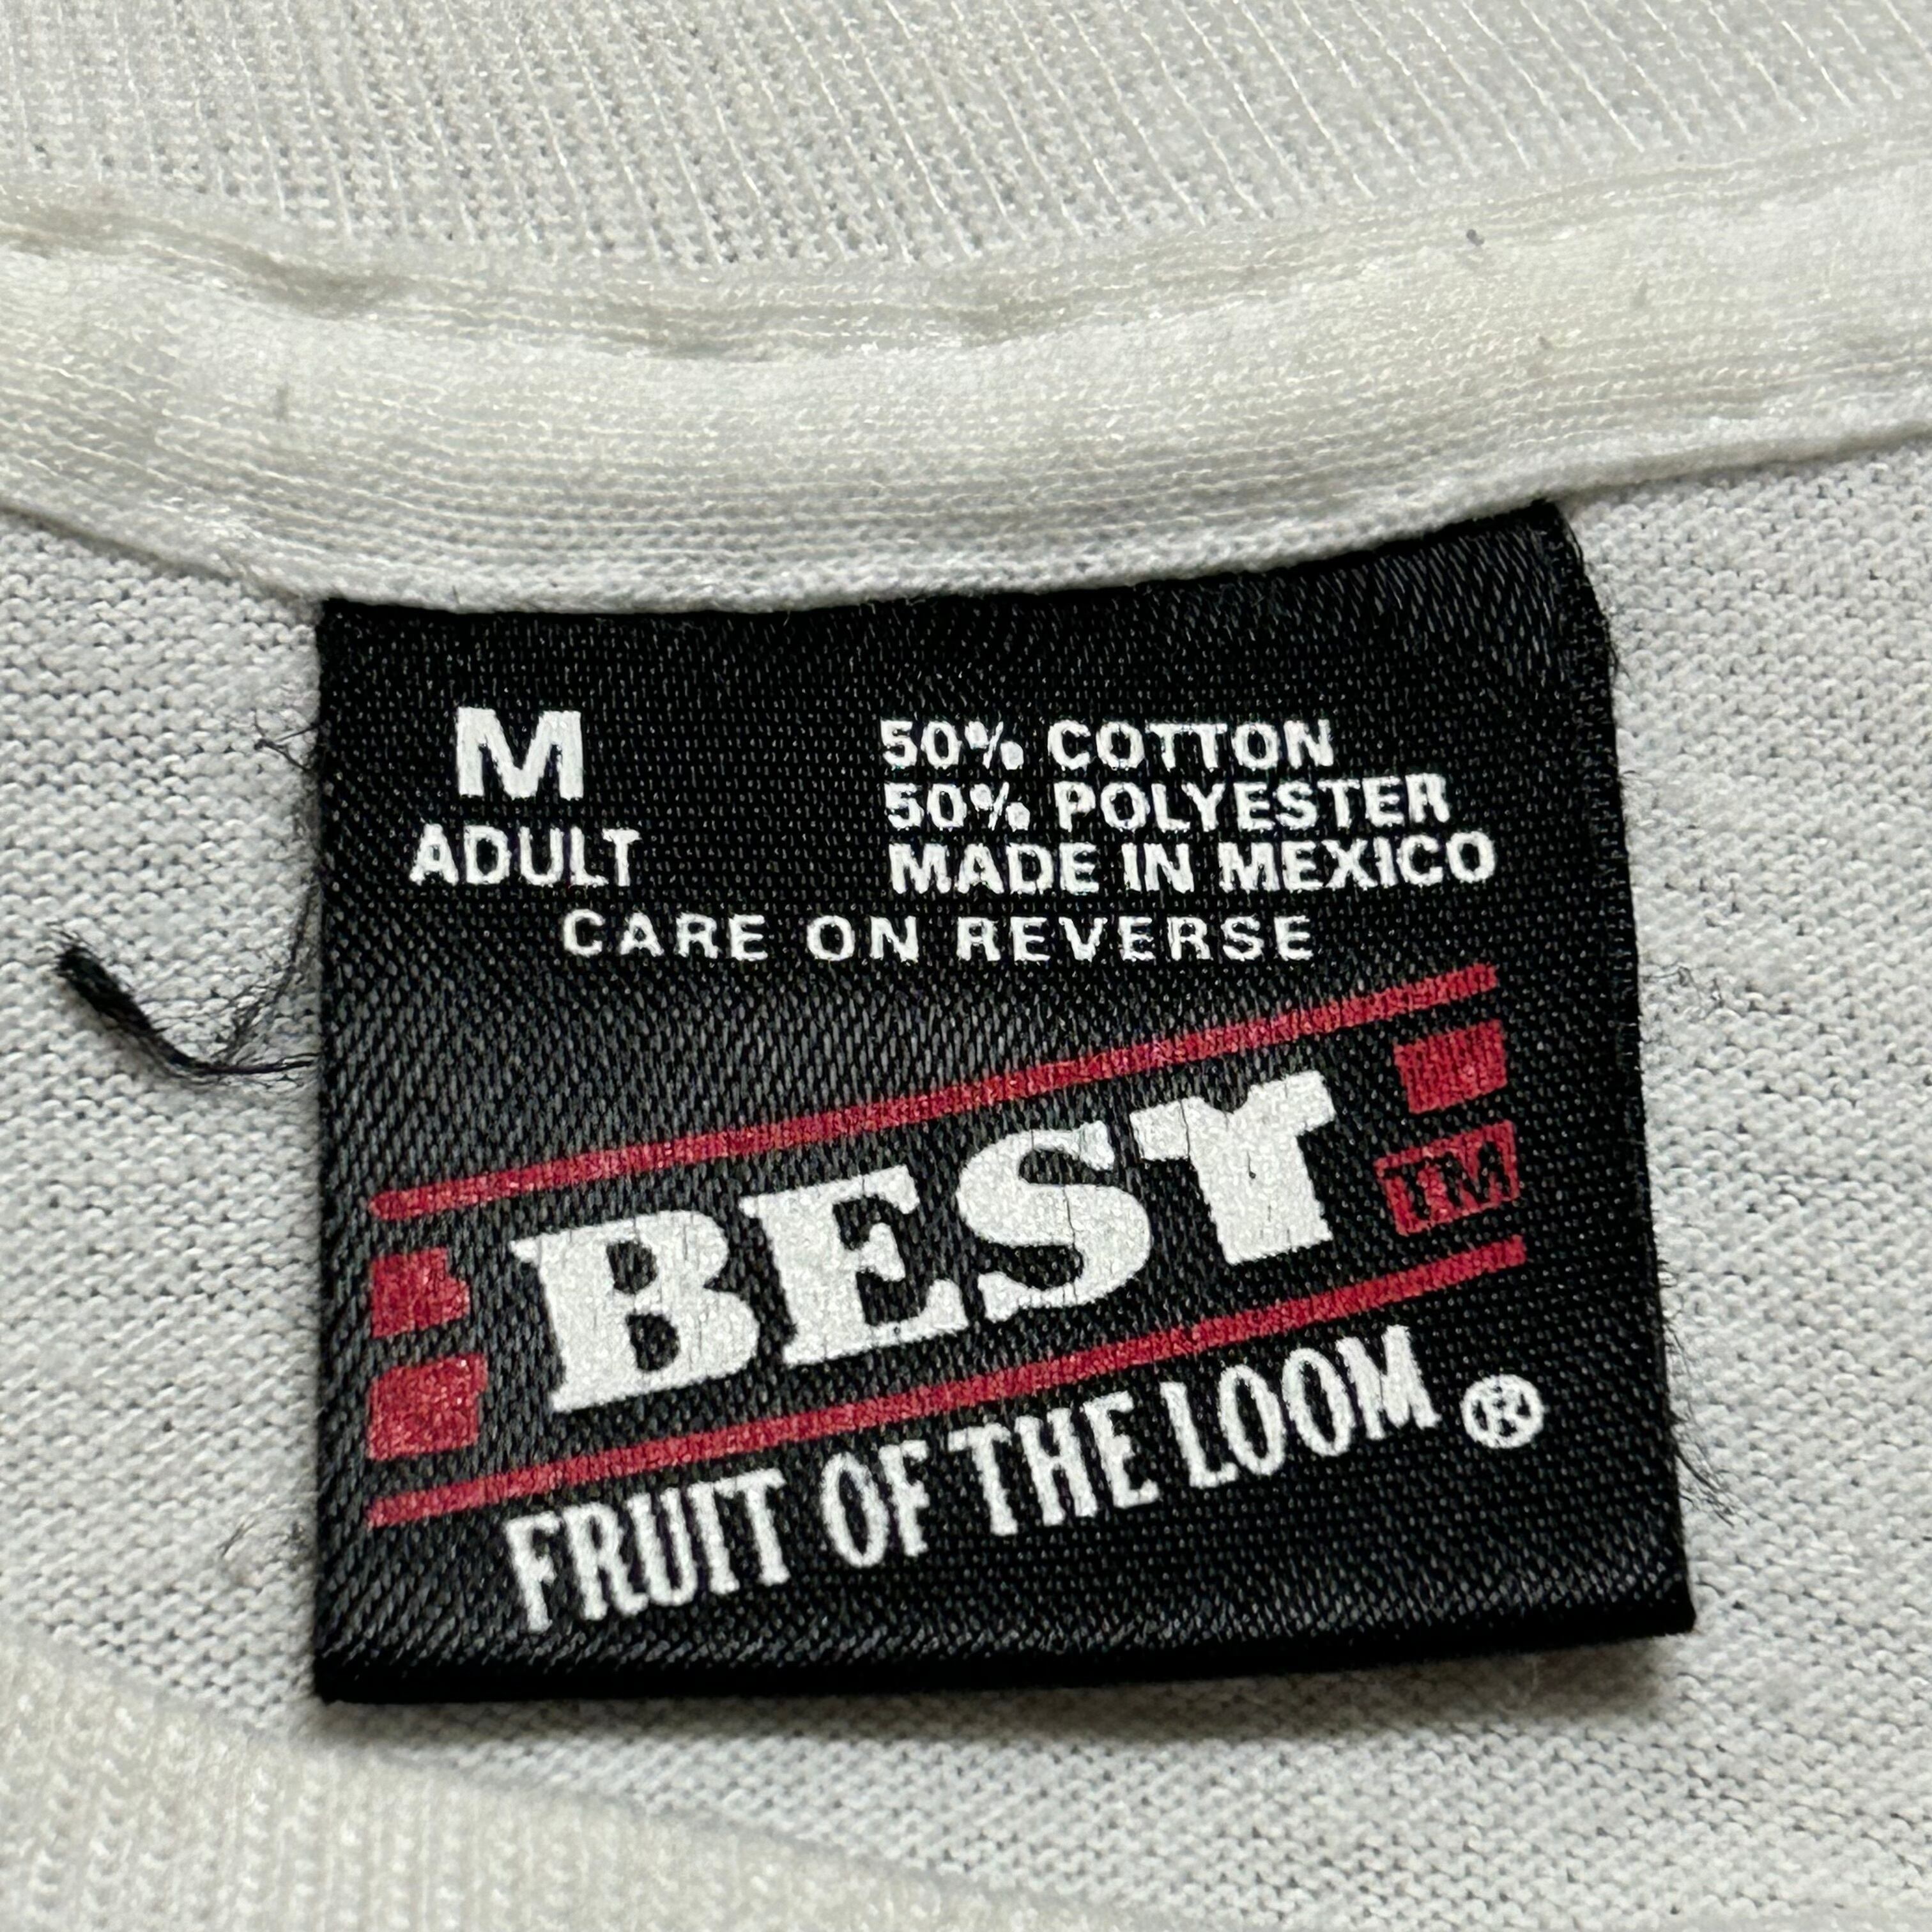 M
ADULT
50% COTTON
50% POLYESTER
MADE IN MEXICO
CARE ON REVERSE
BEST
TM
FRUIT OF THE LOOM ®